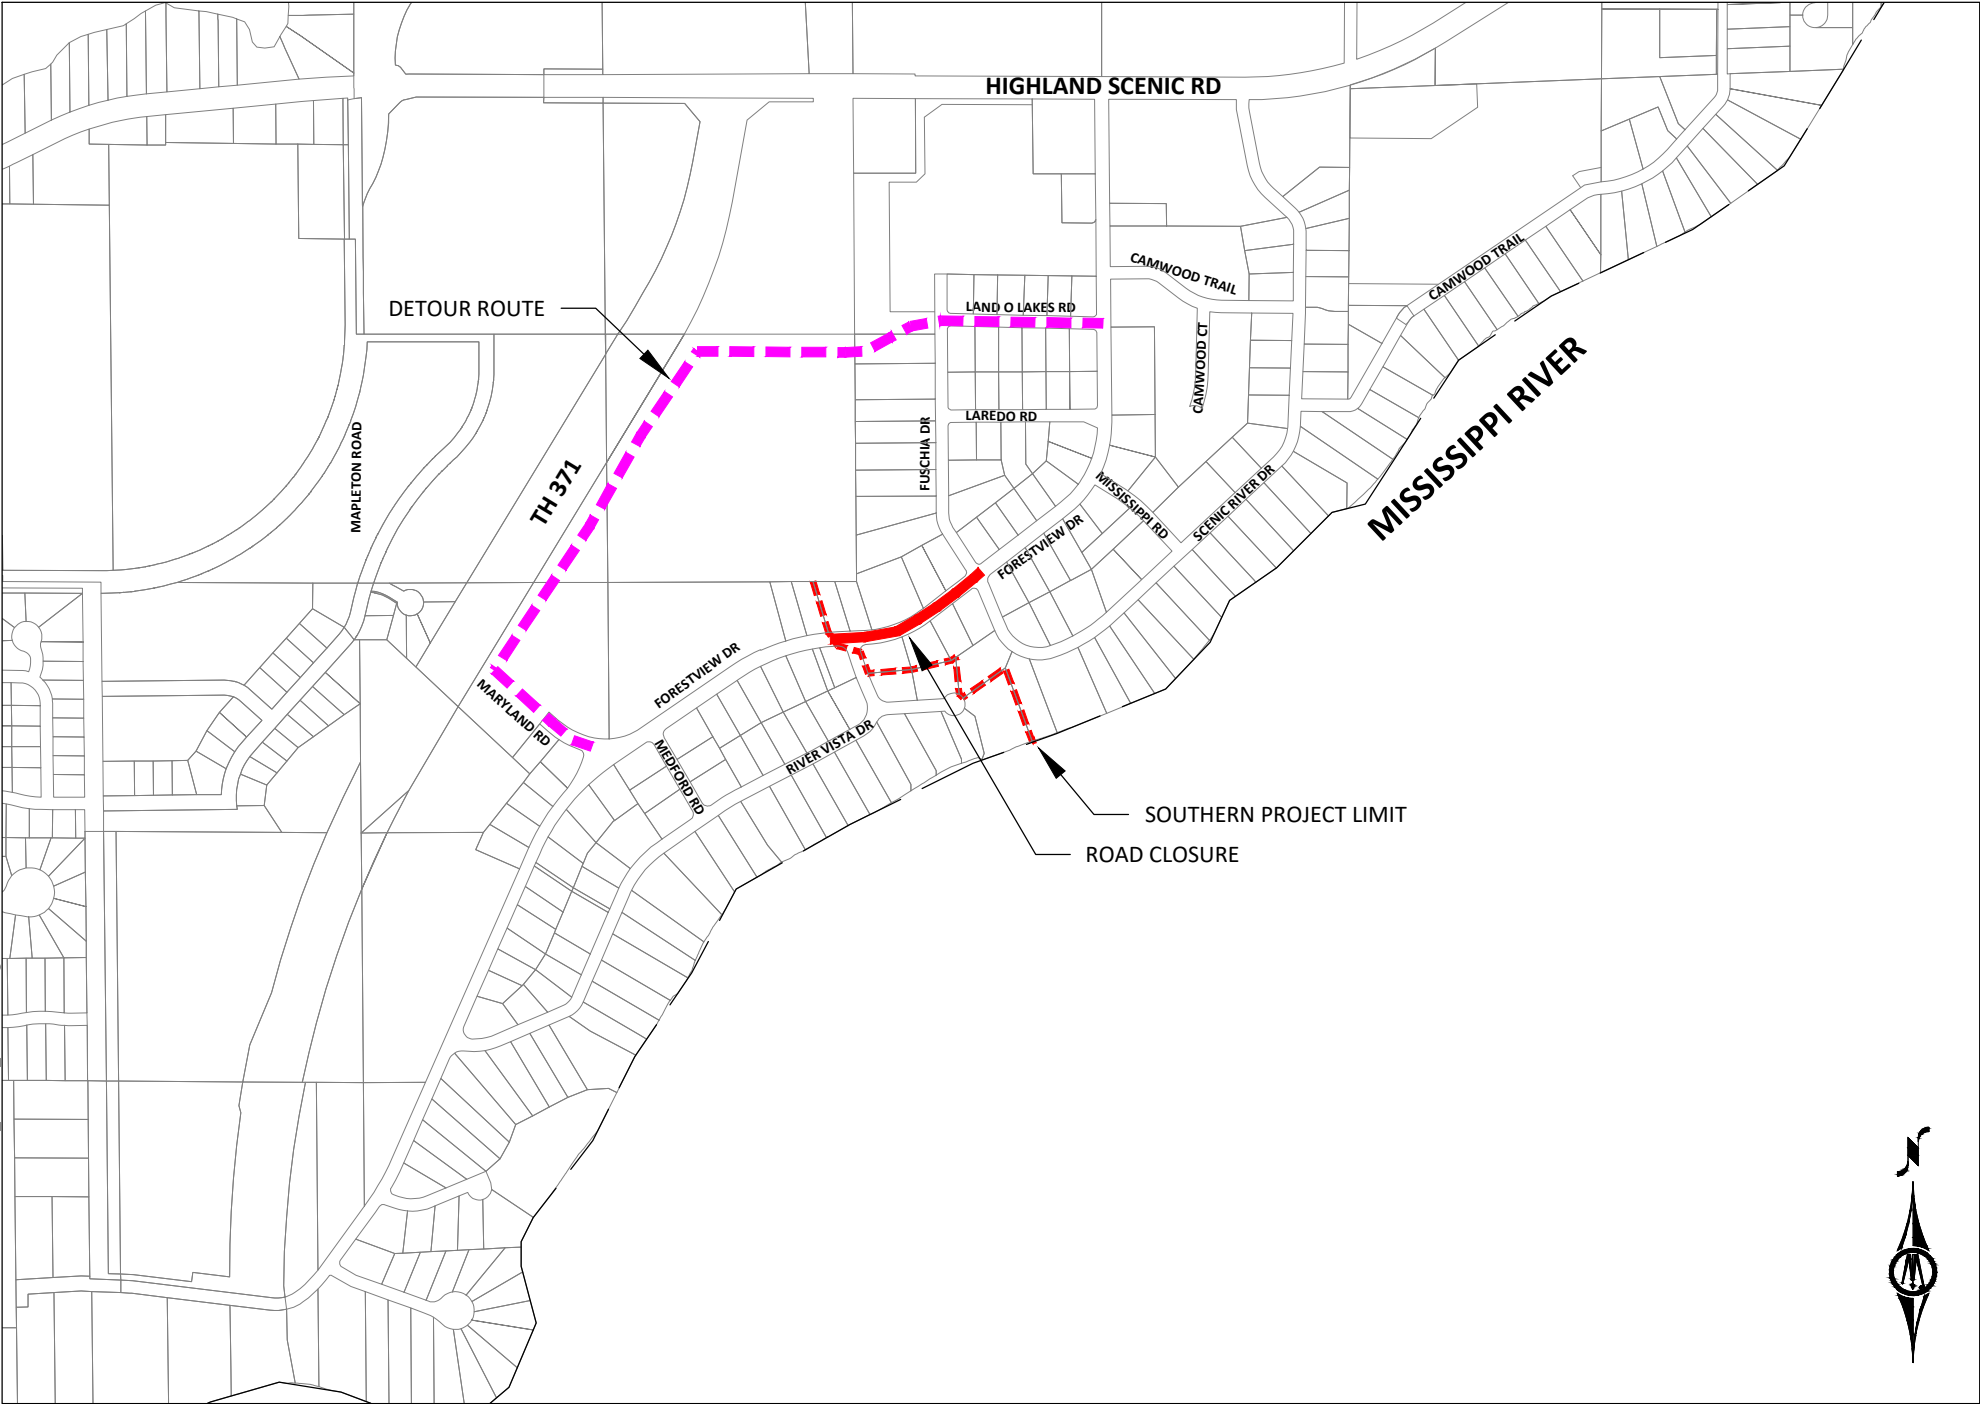 HIGHLAND SCENIC RD
CAMWOOD TRAIL
CAMWOOD TRAIL
DETOUR ROUTE
LAND O LAKES RD
CAMWOOD CT
MISSISSIPPI RIVER
MAPLETON ROAD
LAREDO RD
FUSCHIA DR
TH 371
MISSISSIPPI RD
SCENIC RIVER DR
FORESTVIEW DR
FORESTVIEW DR
MARYLAND RD
MEDFORD RD
RIVER VISTA DR
SOUTHERN PROJECT LIMIT
ROAD CLOSURE
N